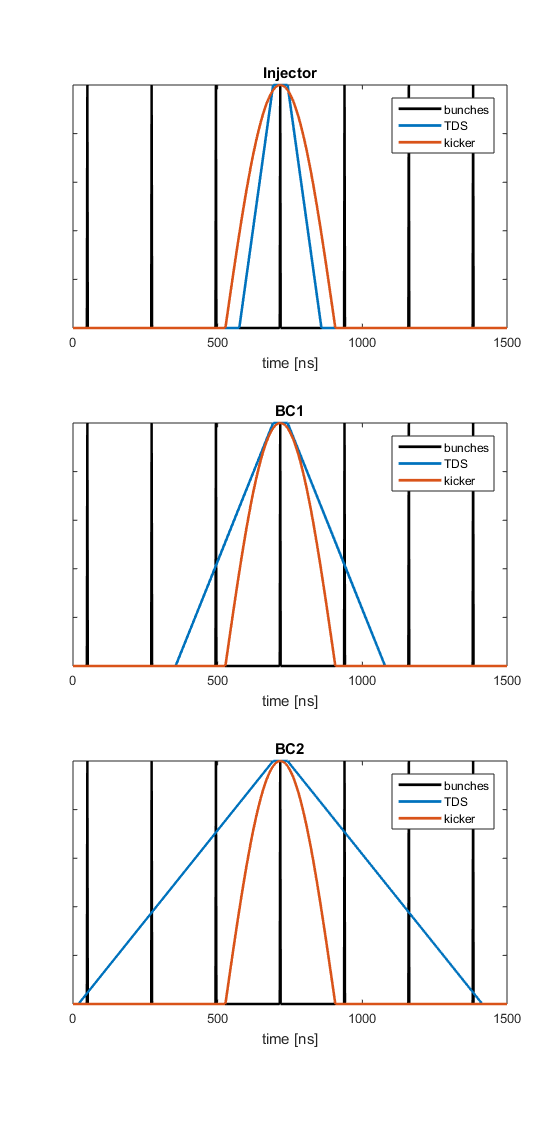 Injector
bunches
TDS
kicker
0 500 1000 1500
time [ns]
BC1
bunches
TDS
kicker
0 500 1000 1500
time [ns]
BC2
bunches
TDS
kicker
0 500 1000 1500
time [ns]